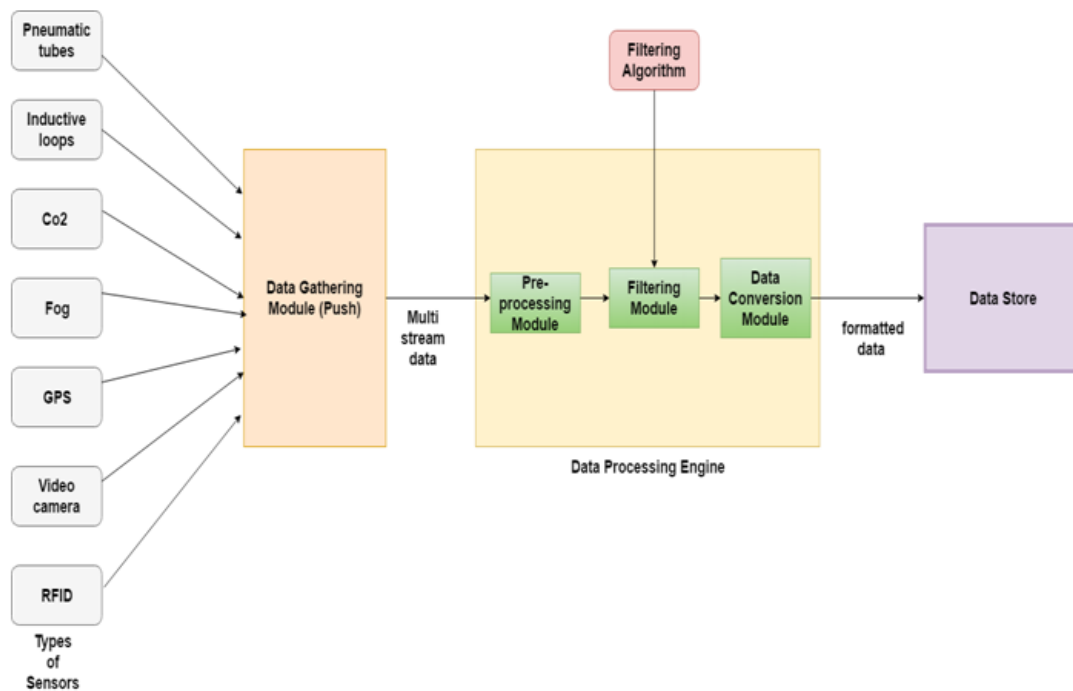 Pneumatic
tubes
Inductive
loops
Co2
Fog
GPS
Video
camera
RFID
Types
of
Sensors
Data Gathering
Module (Push)
Multi
stream
data
Filtering
Algorithm
Pre-
processing
Module
Filtering
Module
Data
Conversion
Module
Data Processing Engine
formatted
data
Data Store